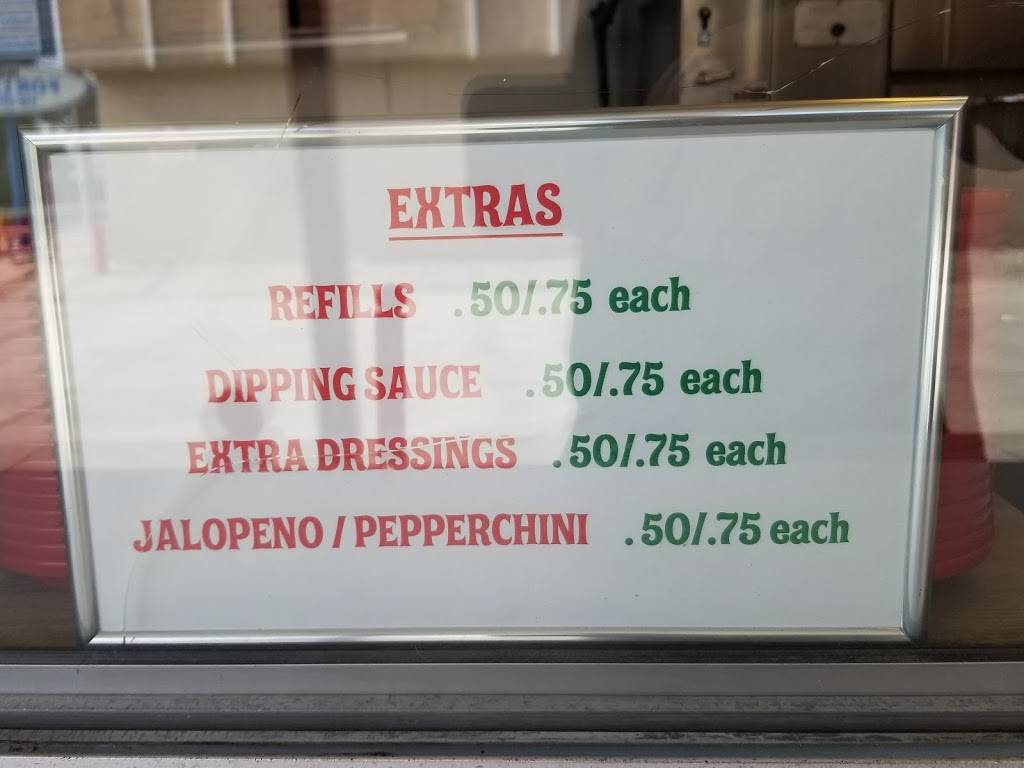 EXTRAS
REFILLS .50/.75 each
DIPPING SAUCE .50/.75 each
EXTRA DRESSINGS .50/.75 each
JALOPENO / PEPPERCHINI .50/.75 each